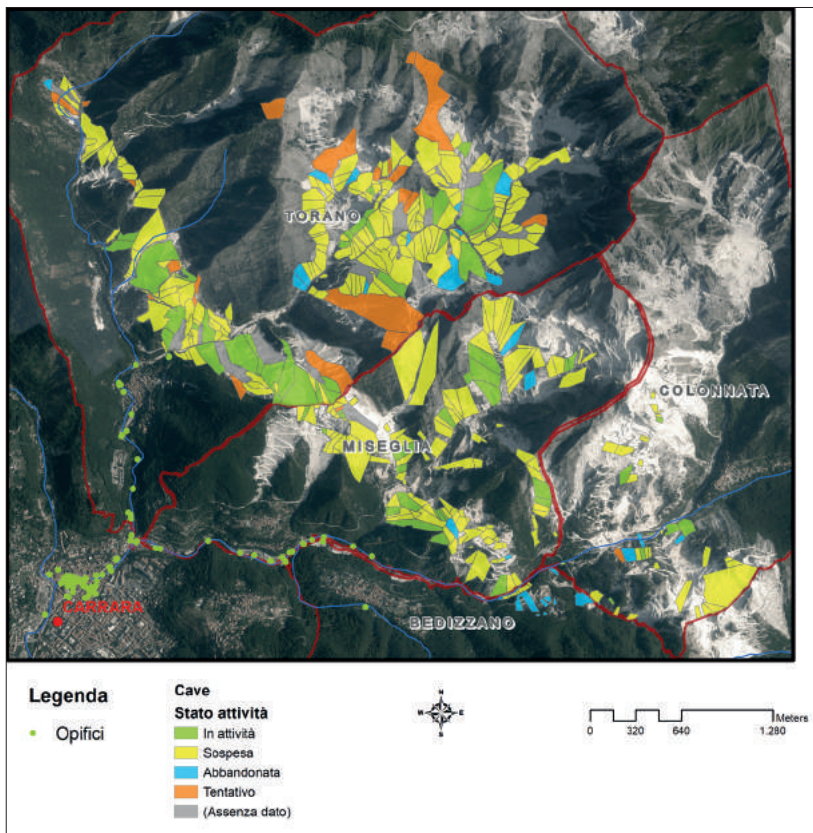 TORANO
COLONNATA
MISEGLIA
CARRARA
BEDIZZANO
Legenda
Opifici
Cave
Stato attività
In attività
Sospesa
Abbandonata
Tentativo
(Assenza dato)
N
W E
S
Meters
0 320 640 1.280